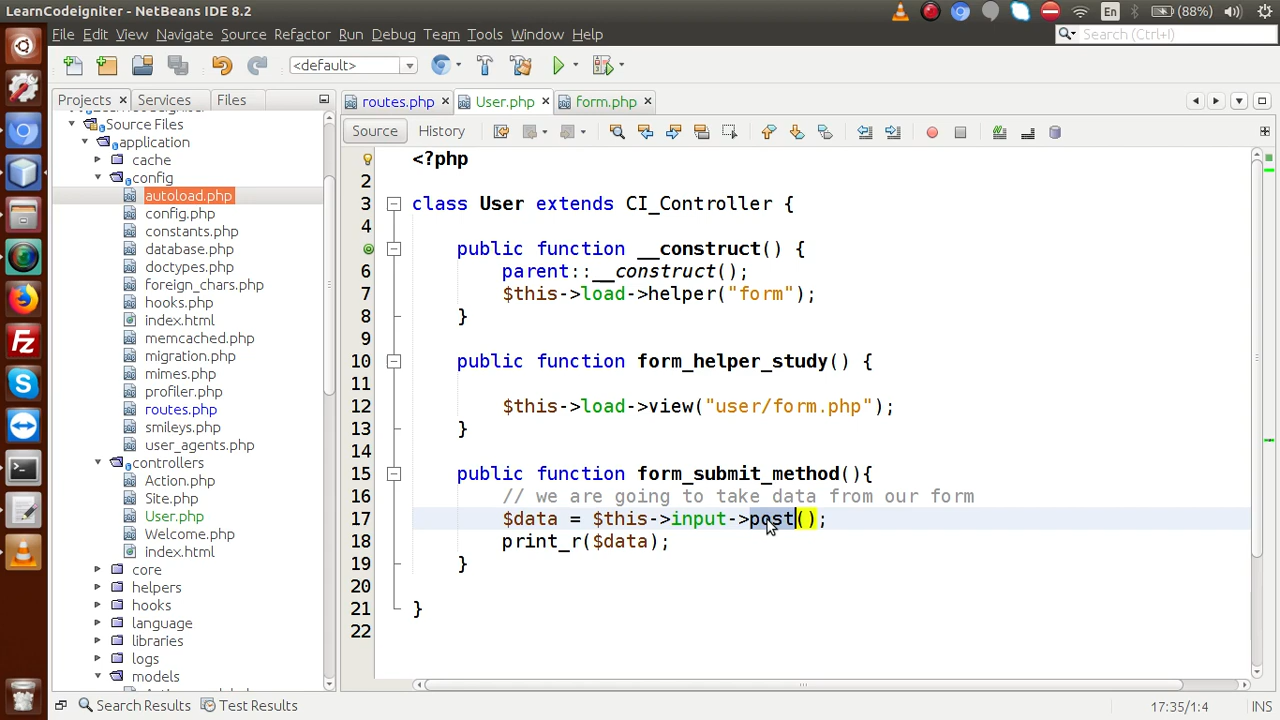 LearnCodeigniter - NetBeans IDE 8.2
En
(88%)
File Edit View Navigate Source Refactor Run Debug Team Tools Window Help
Search (Ctrl+I)
<default>
Projects Services Files
routes.php User.php form.php
Source History
Source Files
application
cache
config
autoload.php
config.php
constants.php
database.php
doctypes.php
foreign_chars.php
hooks.php
index.html
memcached.php
migration.php
mimes.php
profiler.php
routes.php
smileys.php
user_agents.php
controllers
Action.php
Site.php
User.php
Welcome.php
index.html
core
helpers
hooks
language
libraries
logs
models
<?php
2
3 class User extends CI_Controller {
4
public function __construct() {
6 parent::__construct();
7 $this->load->helper("form");
8 }
9
10 public function form_helper_study() {
11
12 $this->load->view("user/form.php");
13 }
14
15 public function form_submit_method(){
16 // we are going to take data from our form
17 $data = $this->input->post();
18 print_r($data);
19 }
20
21 }
22
Search Results Test Results
17:35/1:4 INS